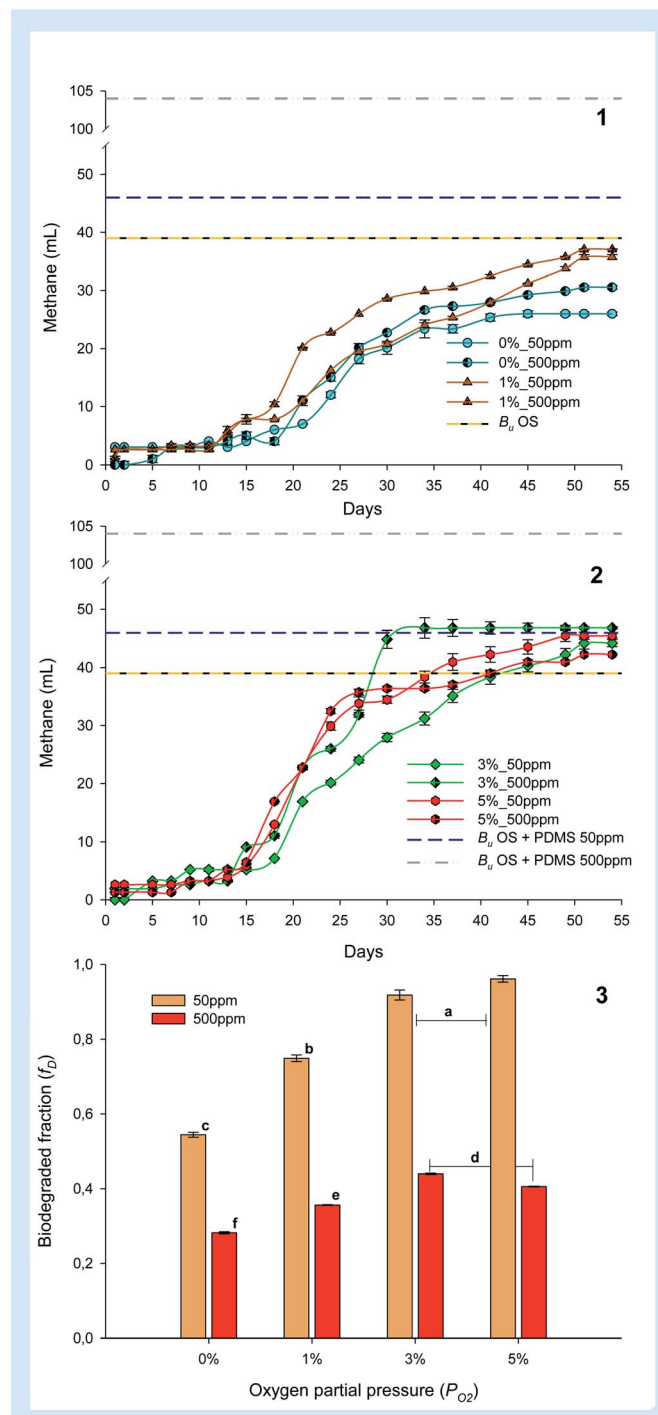 105
100
50
40
30
20
10
0
Methane (mL)
1
0%_50ppm
0%_500ppm
1%_50ppm
1%_500ppm
Bu OS
0 5 10 15 20 25 30 35 40 45 50 55
Days
105
100
50
40
30
20
10
0
Methane (mL)
2
3%_50ppm
3%_500ppm
5%_50ppm
5%_500ppm
Bu OS + PDMS 50ppm
Bu OS + PDMS 500ppm
0 5 10 15 20 25 30 35 40 45 50 55
Days
1,0
0,8
0,6
0,4
0,2
0,0
Biodegraded fraction (fD)
50ppm
500ppm
3
a
b
c
d
e
f
0% 1% 3% 5%
Oxygen partial pressure (PO2)